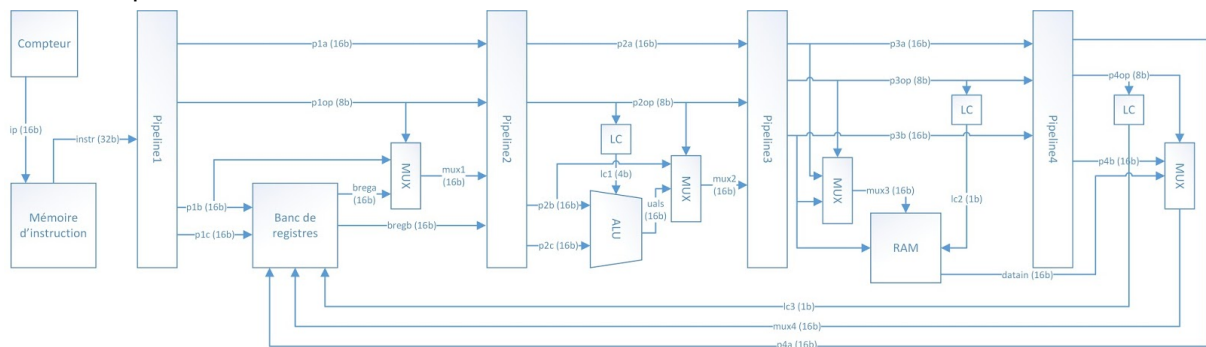 Compteur
ip (16b)
instr (32b)
Mémoire
d'instruction
Pipeline1
p1a (16b)
p1op (8b)
p1b (16b)
p1c (16b)
Banc de
registres
brega
(16b)
MUX
mux1
(16b)
bregb (16b)
Pipeline2
p2a (16b)
p2op (8b)
LC
lc1 (4b)
p2b (16b)
p2c (16b)
ALU
uals
(16b)
MUX
mux2
(16b)
Pipeline3
p3a (16b)
p3op (8b)
LC
p3b (16b)
MUX
mux3 (16b)
lc2 (1b)
RAM
datain (16b)
Pipeline4
p4op (8b)
LC
p4b (16b)
MUX
lc3 (1b)
mux4 (16b)
p4a (16b)